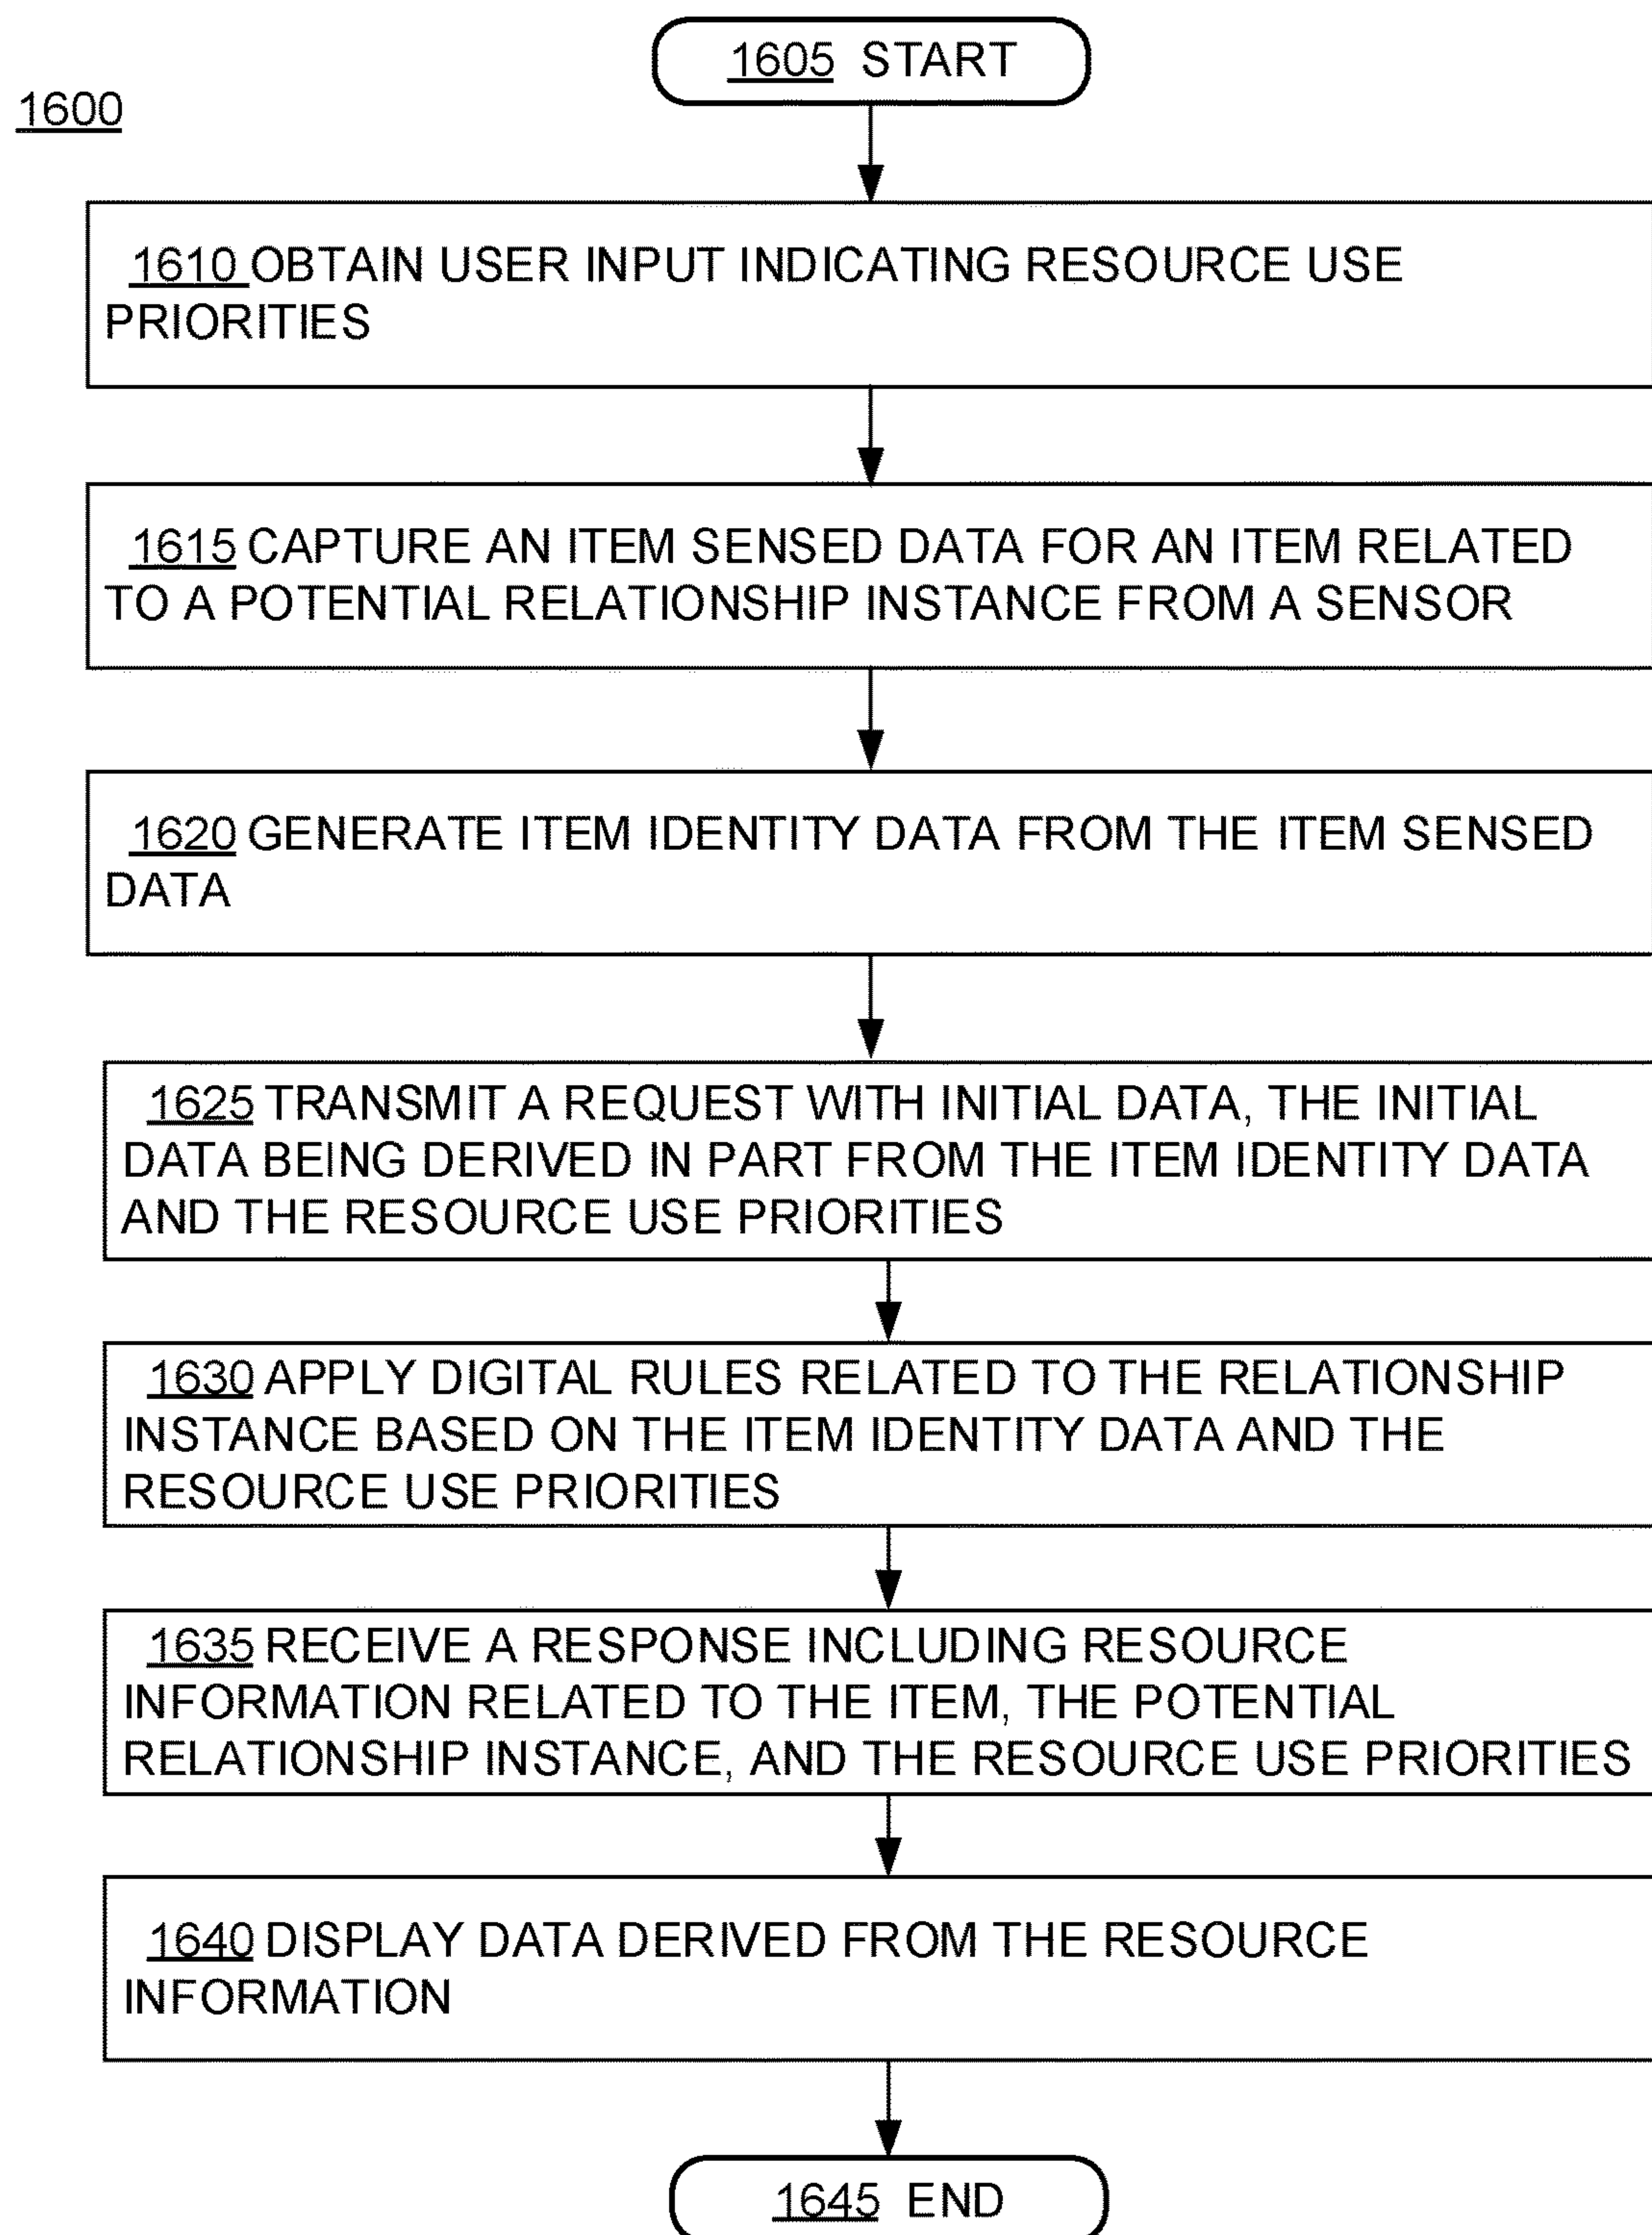 1605 START
1600
1610 OBTAIN USER INPUT INDICATING RESOURCE USE
PRIORITIES
1615 CAPTURE AN ITEM SENSED DATA FOR AN ITEM RELATED
TO A POTENTIAL RELATIONSHIP INSTANCE FROM A SENSOR
1620 GENERATE ITEM IDENTITY DATA FROM THE ITEM SENSED
DATA
1625 TRANSMIT A REQUEST WITH INITIAL DATA, THE INITIAL
DATA BEING DERIVED IN PART FROM THE ITEM IDENTITY DATA
AND THE RESOURCE USE PRIORITIES
1630 APPLY DIGITAL RULES RELATED TO THE RELATIONSHIP
INSTANCE BASED ON THE ITEM IDENTITY DATA AND THE
RESOURCE USE PRIORITIES
1635 RECEIVE A RESPONSE INCLUDING RESOURCE
INFORMATION RELATED TO THE ITEM, THE POTENTIAL
RELATIONSHIP INSTANCE, AND THE RESOURCE USE PRIORITIES
1640 DISPLAY DATA DERIVED FROM THE RESOURCE
INFORMATION
1645 END